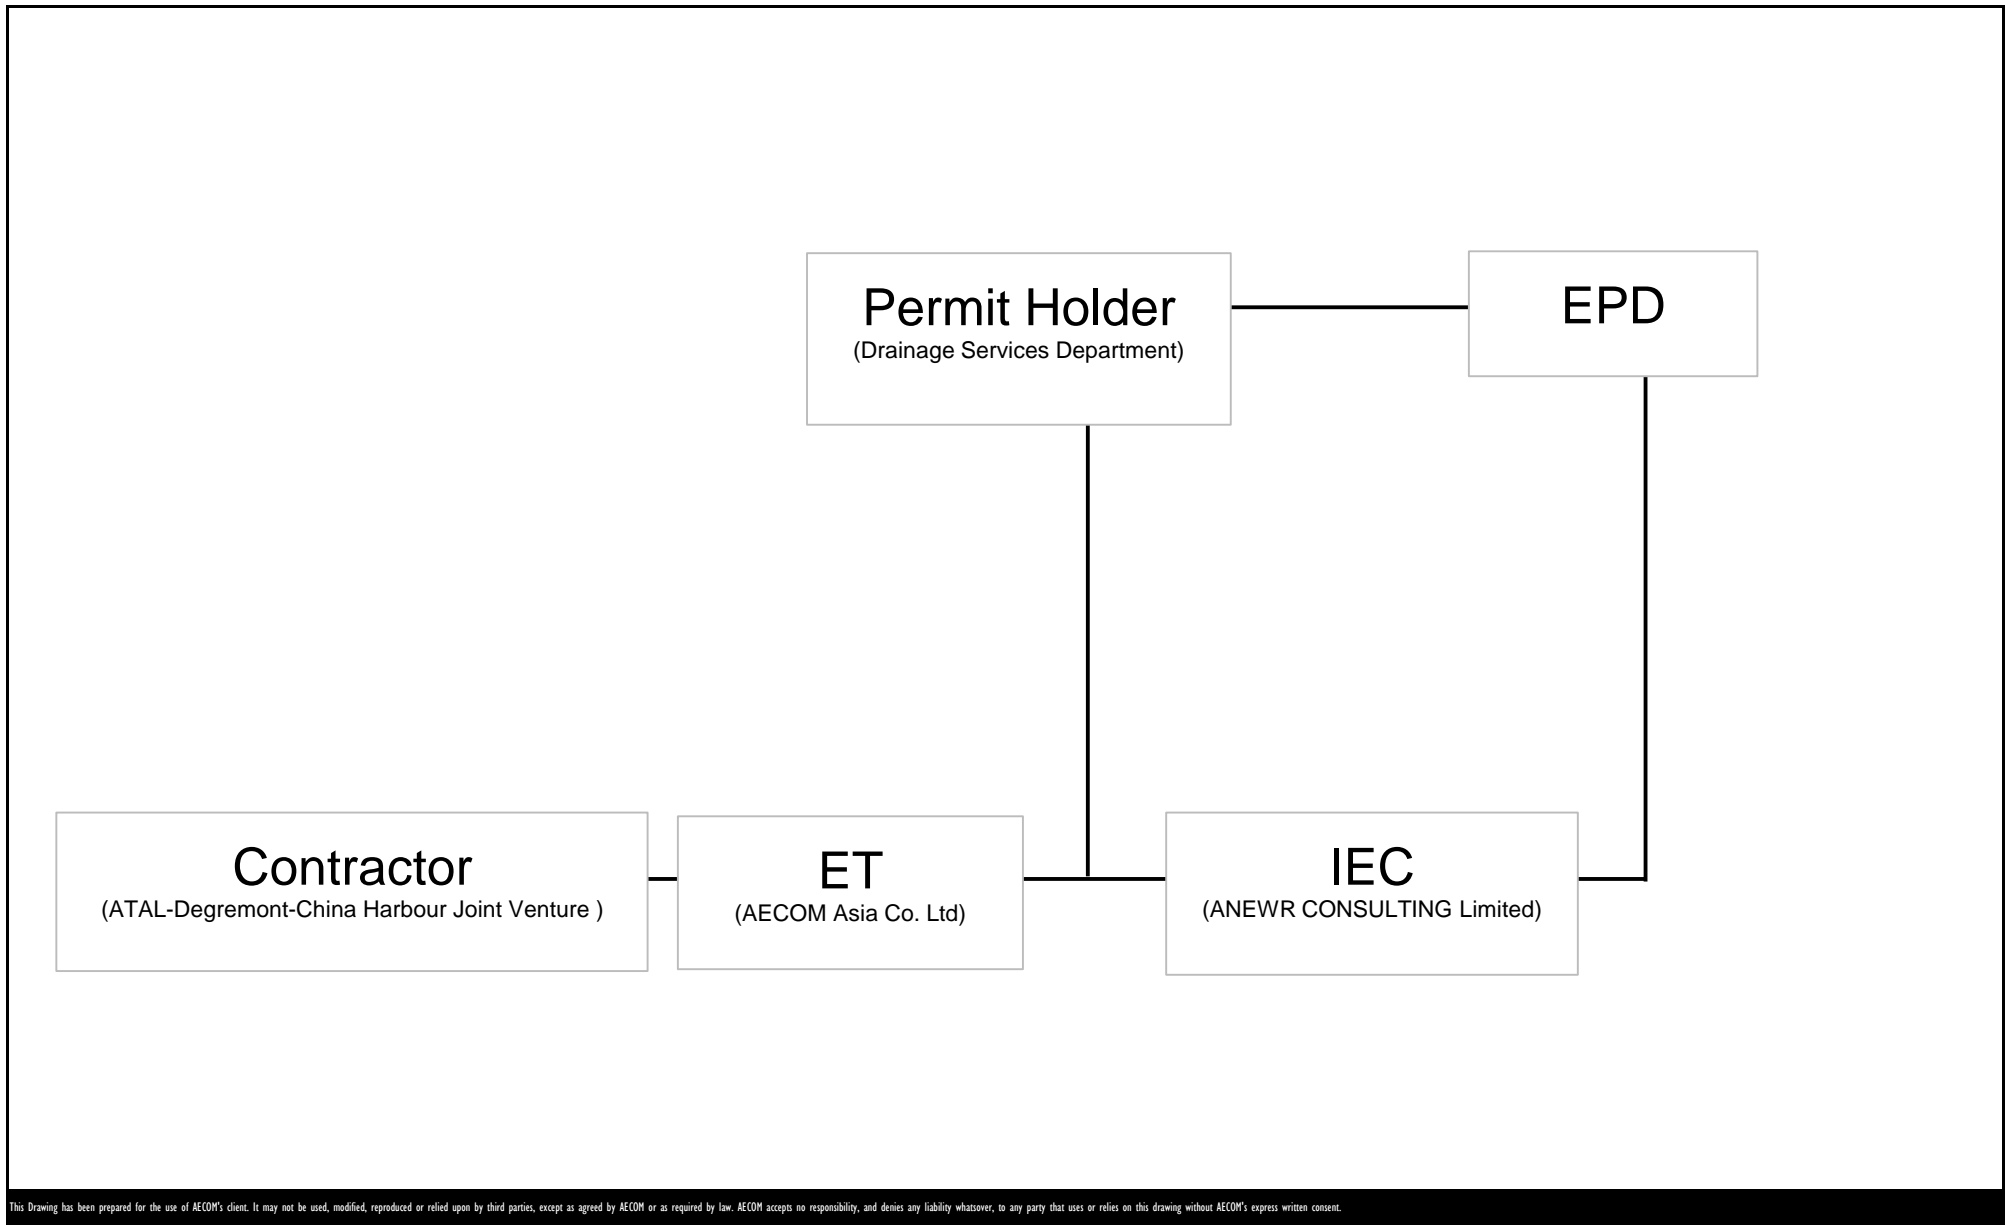 Permit Holder
(Drainage Services Department)
EPD
Contractor
(ATAL-Degremont-China Harbour Joint Venture )
ET
(AECOM Asia Co. Ltd)
IEC
(ANEWR CONSULTING Limited)
This Drawing has been prepared for the use of AECOM's client. It may not be used, modified, reproduced or relied upon by third parties, except as agreed by AECOM or as required by law. AECOM accepts no responsibility, and denies any liability whatsover, to any party that uses or relies on this drawing without AECOM's express written consent.